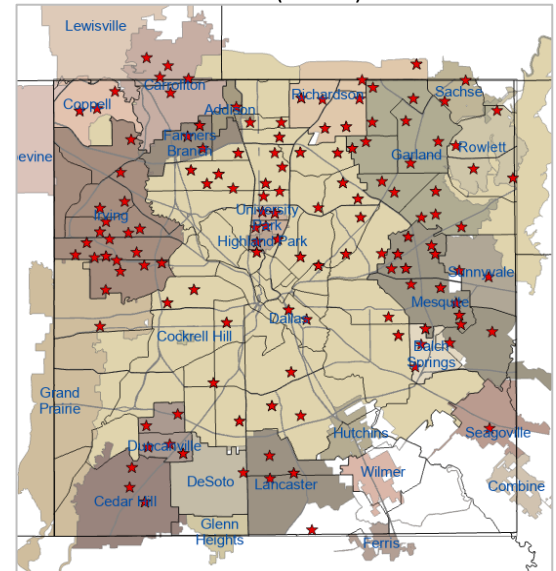 Lewisville
Carrollton
Coppell
Addison
Richardson
Sachse
Farmers
Branch
evine
Garland
Rowlett
Irving
University
Park
Highland Park
Sunnyvale
Mesquite
Dallas
Cockrell Hill
Balch
Springs
Grand
Prairie
Hutchins
Seagoville
Duncanville
Wilmer
DeSoto
Lancaster
Combine
Cedar Hill
Glenn
Heights
Ferris